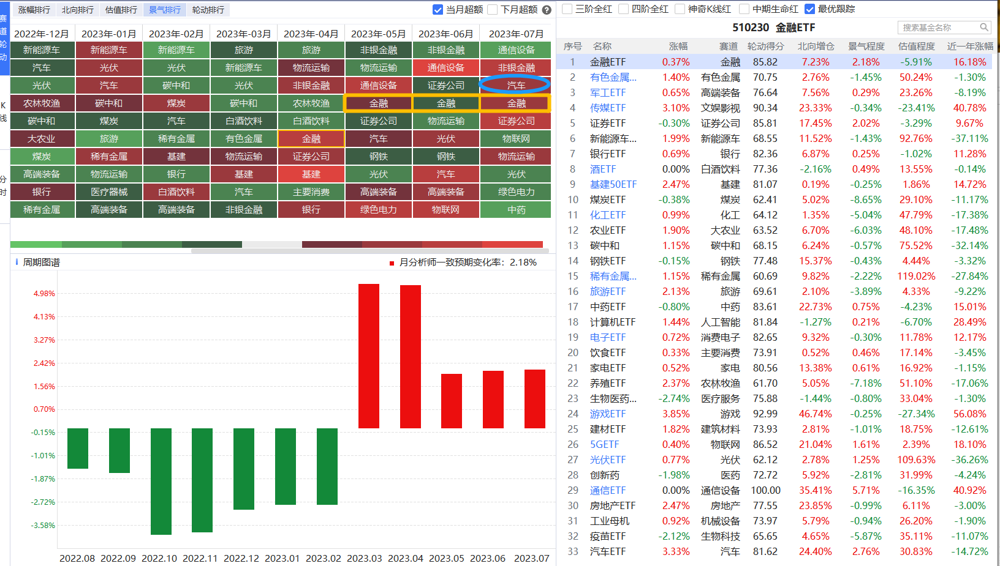 涨幅排行 北向排行 估值排行 景气排行 轮动排行 当月超额 下月超额 ?
赛道轮动
K线
分时
2022年-12月 2023年-01月 2023年-02月 2023年-03月 2023年-04月 2023年-05月 2023年-06月 2023年-07月
新能源车 新能源车 新能源车 旅游 旅游 非银金融 非银金融 通信设备
汽车 光伏 光伏 新能源车 物流运输 物流运输 通信设备 非银金融
光伏 汽车 碳中和 光伏 非银金融 通信设备 证券公司 汽车
农林牧渔 碳中和 煤炭 碳中和 农林牧渔 金融 金融 金融
碳中和 煤炭 汽车 白酒饮料 白酒饮料 证券公司 物流运输 证券公司
大农业 旅游 稀有金属 有色金属 金融 汽车 光伏 物联网
煤炭 稀有金属 基建 物流运输 证券公司 钢铁 钢铁 物流运输
高端装备 物流运输 银行 基建 基建 光伏 汽车 光伏
银行 医疗器械 白酒饮料 汽车 主要消费 高端装备 高端装备 绿色电力
稀有金属 高端装备 高端装备 非银金融 银行 绿色电力 物联网 中药
周期图谱 月分析师一致预期变化率：2.18%
4.98%
4.13%
3.27%
2.42%
1.56%
0.70%
-0.15%
-1.01%
-1.87%
-2.72%
-3.58%
2022.08 2022.09 2022.10 2022.11 2022.12 2023.01 2023.02 2023.03 2023.04 2023.05 2023.06 2023.07
三阶全红 四阶全红 神奇K线红 中期生命红 最优跟踪
510230 金融ETF 搜索基金名称
序号 名称 涨幅 赛道 轮动得分 北向增仓 景气程度 估值程度 近一年涨幅
1 金融ETF 0.37% 金融 85.82 7.23% 2.18% -5.91% 16.18%
2 有色金属... 1.40% 有色金属 70.75 2.76% -1.45% 50.24% -1.30%
3 军工ETF 0.65% 高端装备 76.64 7.56% 0.29% 23.26% -8.19%
4 传媒ETF 3.10% 文娱影视 90.34 23.33% -0.34% -23.41% 40.78%
5 证券ETF -0.30% 证券公司 85.81 17.45% 2.02% -3.29% 9.67%
6 新能源车... 1.99% 新能源车 68.55 11.52% -1.43% 92.76% -37.11%
7 银行ETF 0.69% 银行 82.36 6.87% 0.25% -1.02% 11.28%
8 酒ETF 0.00% 白酒饮料 77.36 -2.16% 0.49% 13.55% -0.14%
9 基建50ETF 2.47% 基建 81.07 0.19% -0.25% 1.86% 14.72%
10 煤炭ETF -0.38% 煤炭 62.41 5.02% -8.65% 29.10% -11.17%
11 化工ETF 0.99% 化工 64.12 1.35% -5.04% 47.79% -17.38%
12 农业ETF 1.90% 大农业 63.52 6.70% -6.03% 48.10% -17.48%
13 碳中和 1.15% 碳中和 68.15 6.24% -0.57% 75.52% -32.14%
14 钢铁ETF -0.15% 钢铁 77.48 15.37% -0.43% 4.44% -3.32%
15 稀有金属... 1.15% 稀有金属 60.69 9.82% -2.22% 119.02% -27.84%
16 旅游ETF 2.13% 旅游 69.61 2.10% -3.89% 4.33% -9.22%
17 中药ETF -0.80% 中药 83.61 22.73% 0.75% -4.23% 15.01%
18 计算机ETF 1.44% 人工智能 81.84 -1.27% 0.21% -6.70% 28.49%
19 电子ETF 0.72% 消费电子 82.65 9.32% -0.30% 11.78% 12.17%
20 饮食ETF 0.33% 主要消费 73.91 0.52% 0.46% 17.14% -3.45%
21 家电ETF 0.52% 家电 80.56 13.38% 0.61% 16.92% -1.15%
22 养殖ETF 2.37% 农林牧渔 61.70 5.05% -7.18% 51.10% -17.06%
23 生物医药... -2.74% 医疗服务 75.88 -1.44% -0.80% 33.04% -1.30%
24 游戏ETF 3.85% 游戏 92.99 46.74% -0.25% -27.34% 56.08%
25 建材ETF 1.82% 建筑材料 73.93 2.81% -1.01% 18.75% -12.61%
26 5GETF 0.40% 物联网 86.52 21.04% 1.61% 2.39% 18.10%
27 光伏ETF 0.77% 光伏 62.12 2.78% 1.25% 109.63% -36.26%
28 创新药 -1.98% 医药 72.72 5.92% -2.81% 31.99% -4.24%
29 通信ETF 0.00% 通信设备 100.00 35.41% 5.71% -16.35% 40.92%
30 房地产ETF 2.47% 房地产 77.55 23.85% -0.99% 6.11% -3.00%
31 工业母机 0.92% 机械设备 73.97 5.79% -0.94% 26.20% -1.90%
32 疫苗ETF -2.12% 生物科技 65.65 4.65% -5.87% 35.11% -11.07%
33 汽车ETF 3.33% 汽车 81.62 24.40% 2.76% 30.83% -14.72%